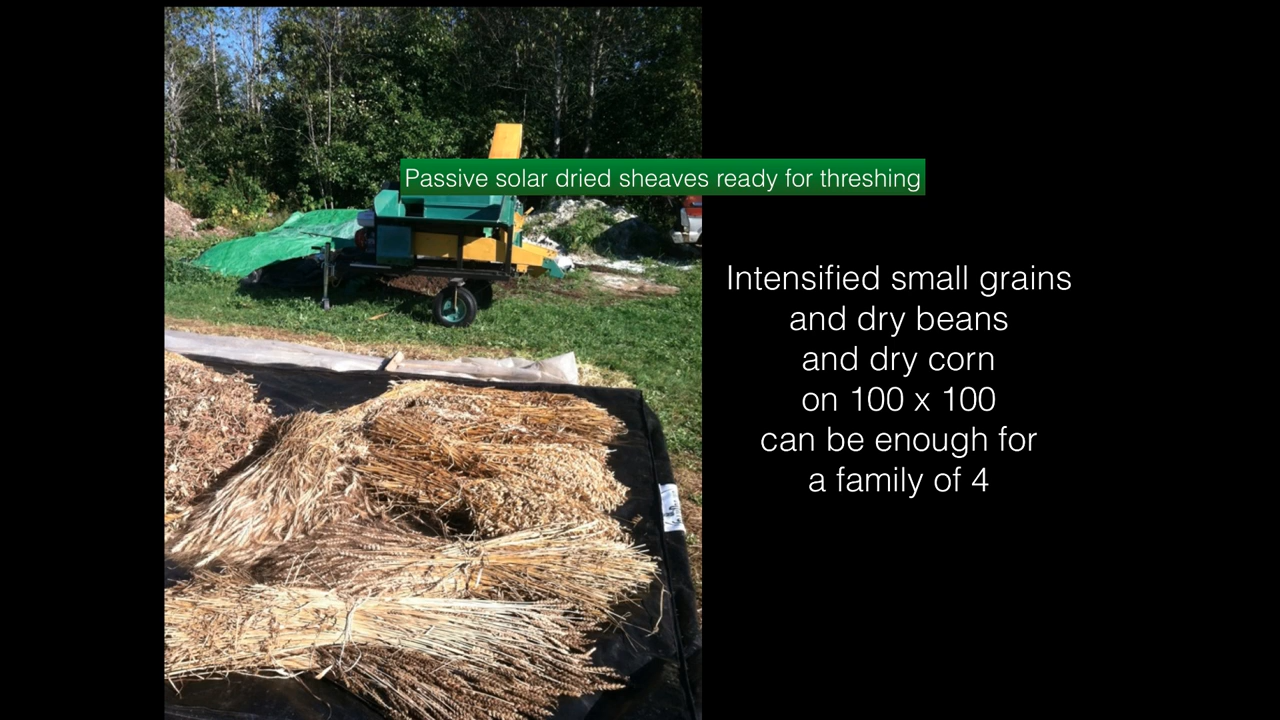 Passive solar dried sheaves ready for threshing
Intensified small grains
and dry beans
and dry corn
on 100 x 100
can be enough for
a family of 4